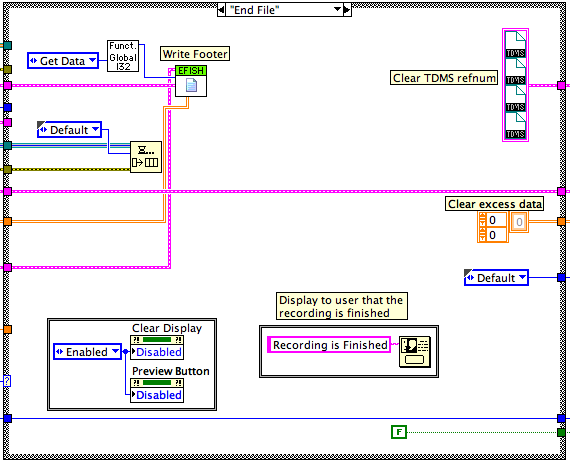 "End File"
Write Footer
Get Data
Funct.
Global
I32
EFISH
Clear TDMS refnum
TDMS
TDMS
TDMS
TDMS
Default
Clear excess data
0
0
0
Default
Display to user that the
recording is finished
Recording is Finished
Clear Display
Enabled
?! ?!
Disabled
Preview Button
?! ?!
Disabled
?
F